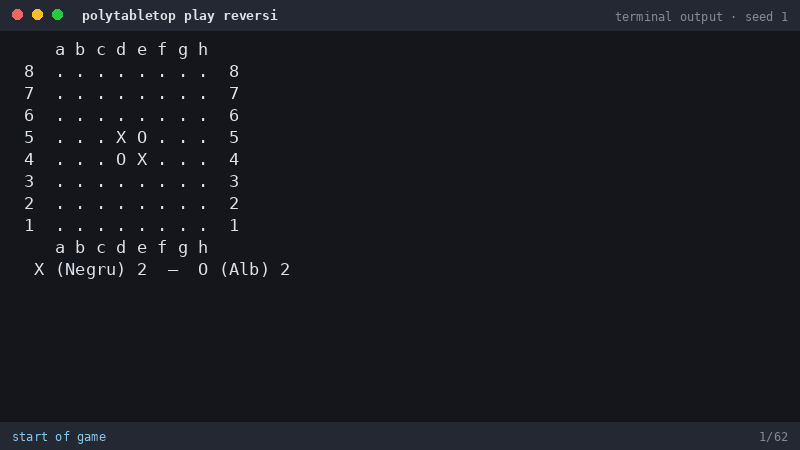 polytabletop play reversi
terminal output · seed 1
a b c d e f g h
8 . . . . . . . . 8
7 . . . . . . . . 7
6 . . . . . . . . 6
5 . . . X O . . . 5
4 . . . O X . . . 4
3 . . . . . . . . 3
2 . . . . . . . . 2
1 . . . . . . . . 1
a b c d e f g h
X (Negru) 2 — O (Alb) 2
start of game
1/62